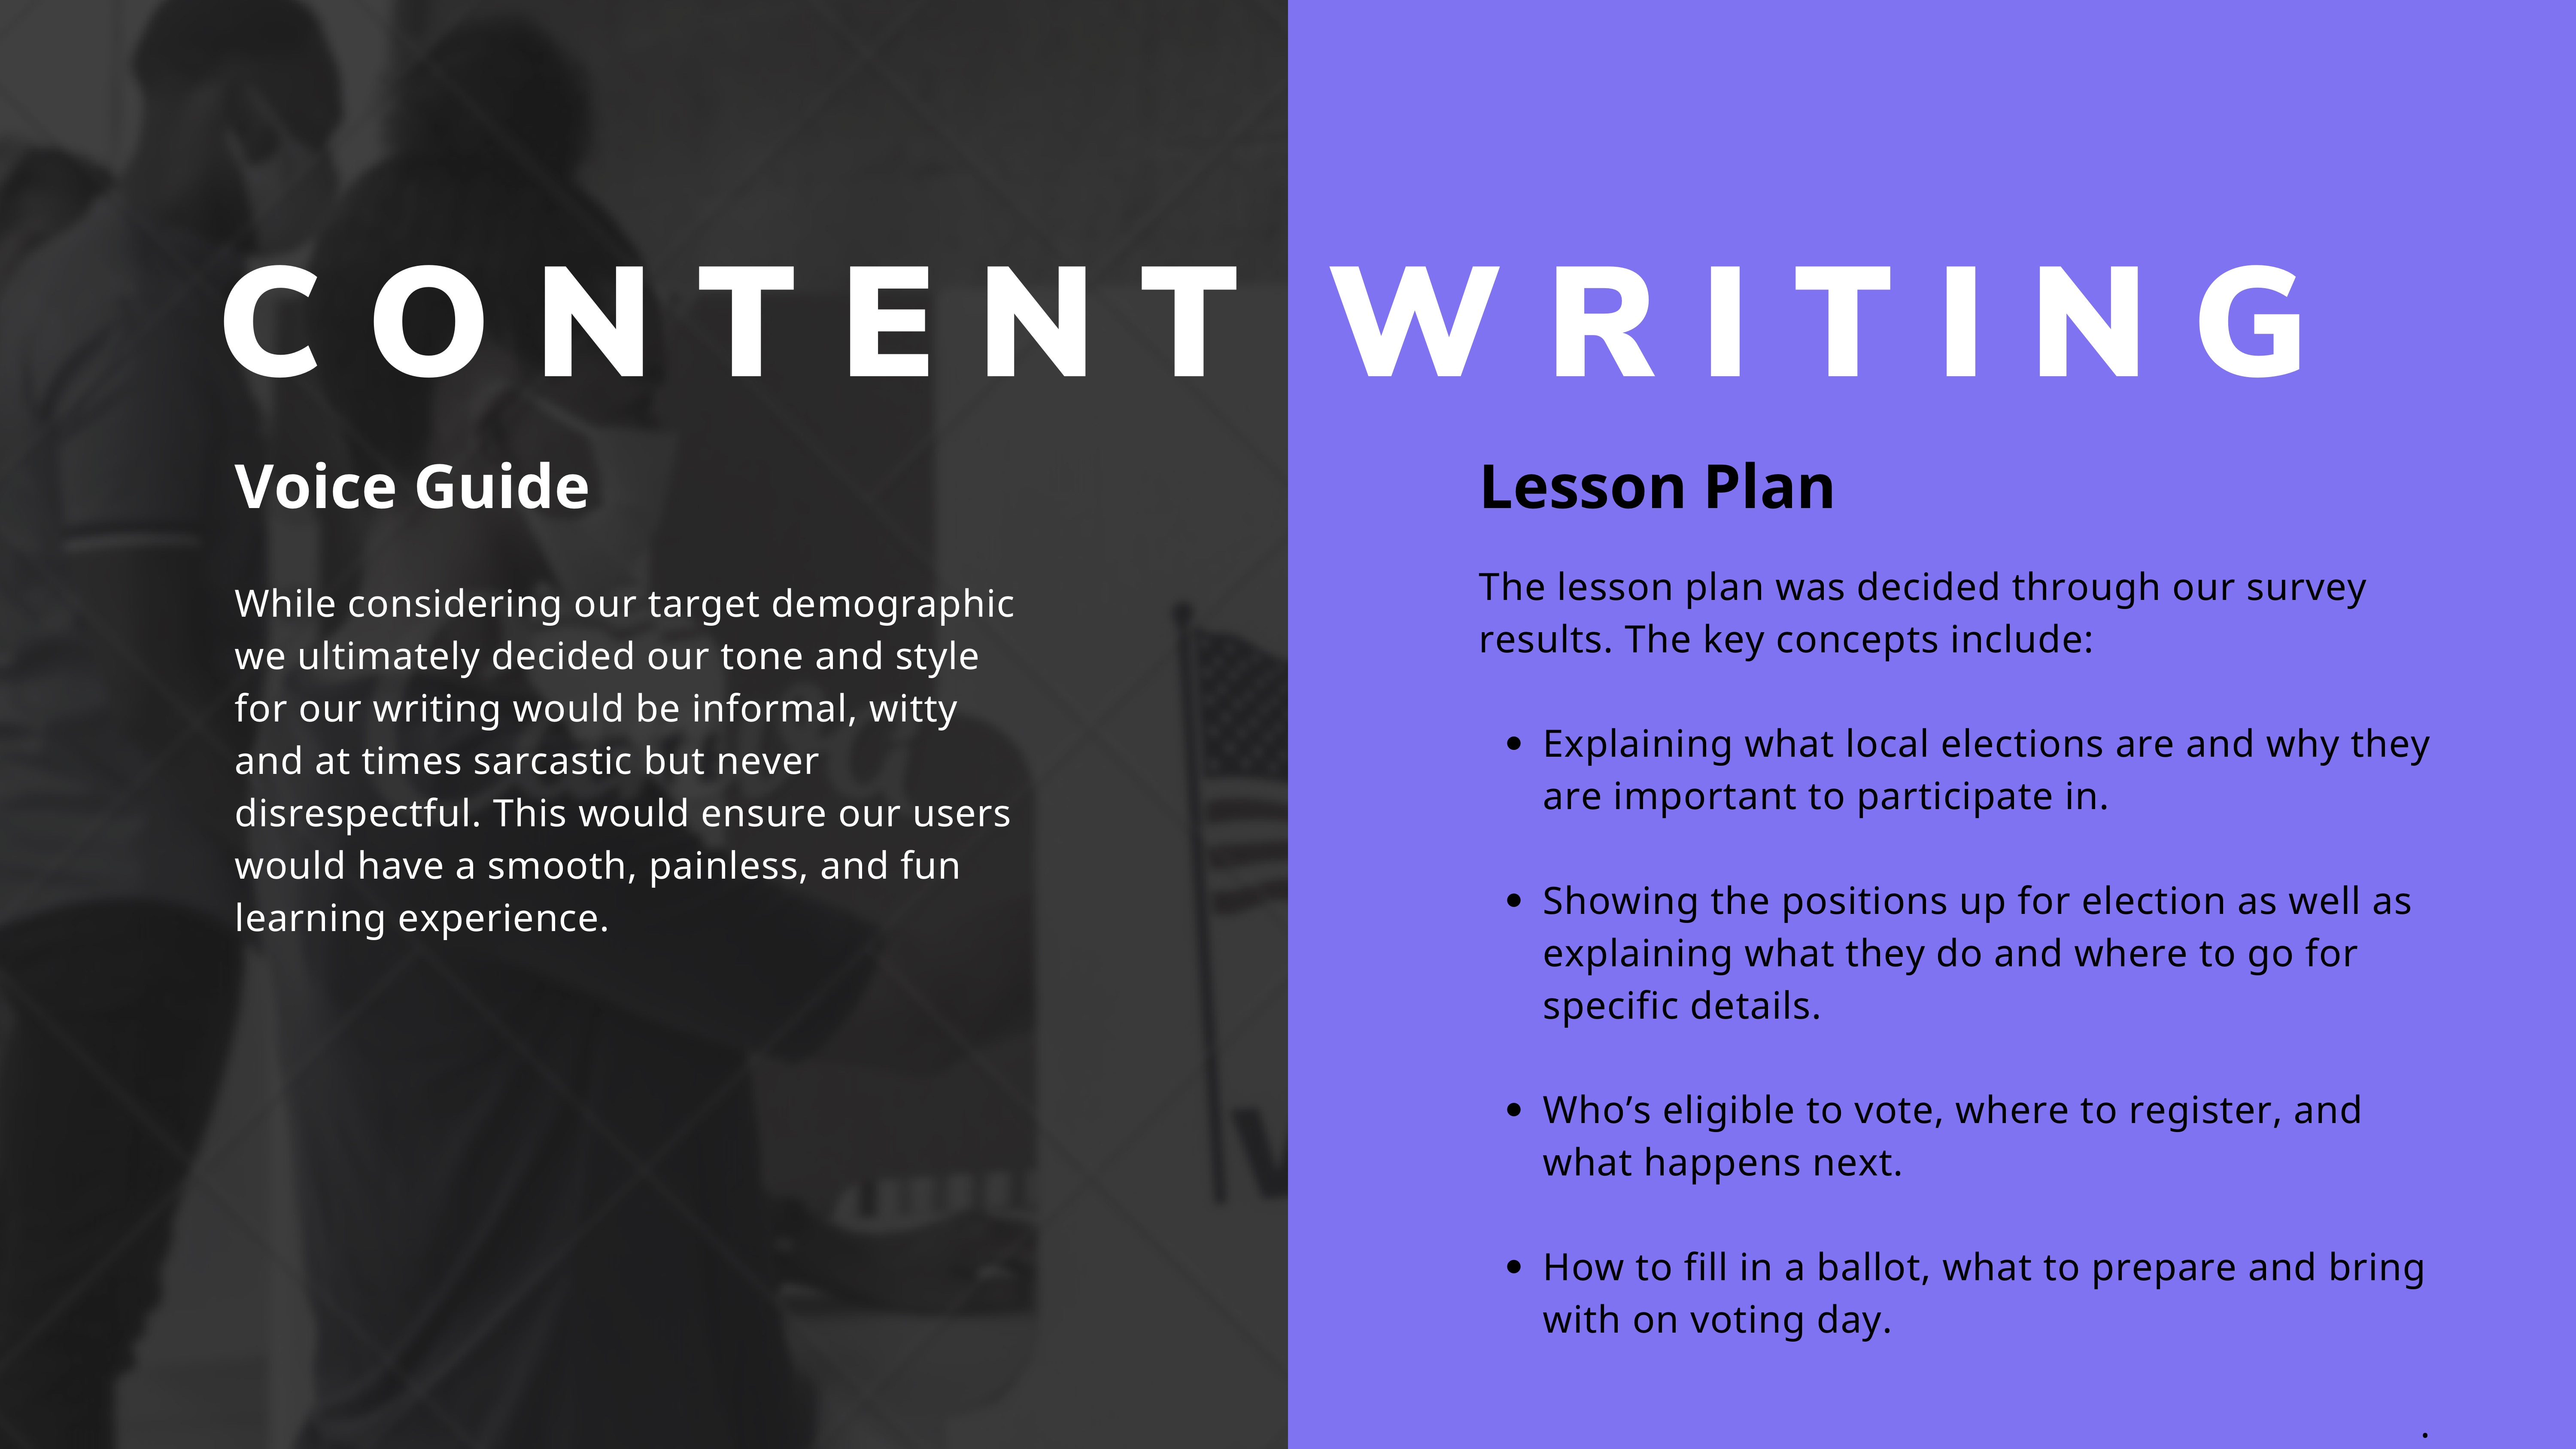 CONTENT WRITING
Voice Guide
While considering our target demographic
we ultimately decided our tone and style
for our writing would be informal, witty
and at times sarcastic but never
disrespectful. This would ensure our users
would have a smooth, painless, and fun
learning experience.
Lesson Plan
The lesson plan was decided through our survey
results. The key concepts include:
• Explaining what local elections are and why they
are important to participate in.
• Showing the positions up for election as well as
explaining what they do and where to go for
specific details.
• Who’s eligible to vote, where to register, and
what happens next.
• How to fill in a ballot, what to prepare and bring
with on voting day.
.